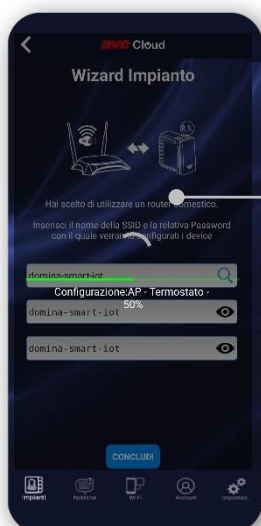 ave Cloud
Wizard Impianto
Hai scelto di utilizzare un router domestico.
Inserisci il nome della SSID e la relativa Password
con il quale verranno configurati i device
domina-smart-iot
Configurazione:AP - Termostato -
50%
domina-smart-iot
domina-smart-iot
CONCLUDI
Impianti
Notifiche
Wi-Fi
Account
Impostazi...